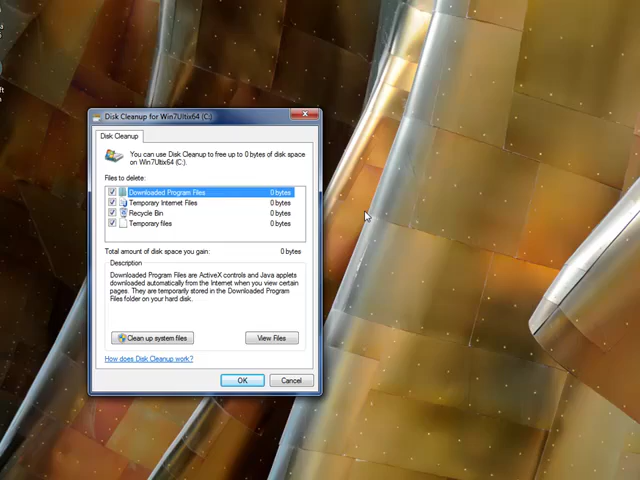 Disk Cleanup for Win7Ultix64 (C:)
Disk Cleanup
You can use Disk Cleanup to free up to 0 bytes of disk space
on Win7Ultix64 (C:).
Files to delete:
Downloaded Program Files 0 bytes
Temporary Internet Files 0 bytes
Recycle Bin 0 bytes
Temporary files 0 bytes
Total amount of disk space you gain: 0 bytes
Description
Downloaded Program Files are ActiveX controls and Java applets
downloaded automatically from the Internet when you view certain
pages. They are temporarily stored in the Downloaded Program
Files folder on your hard disk.
Clean up system files View Files
How does Disk Cleanup work?
OK Cancel